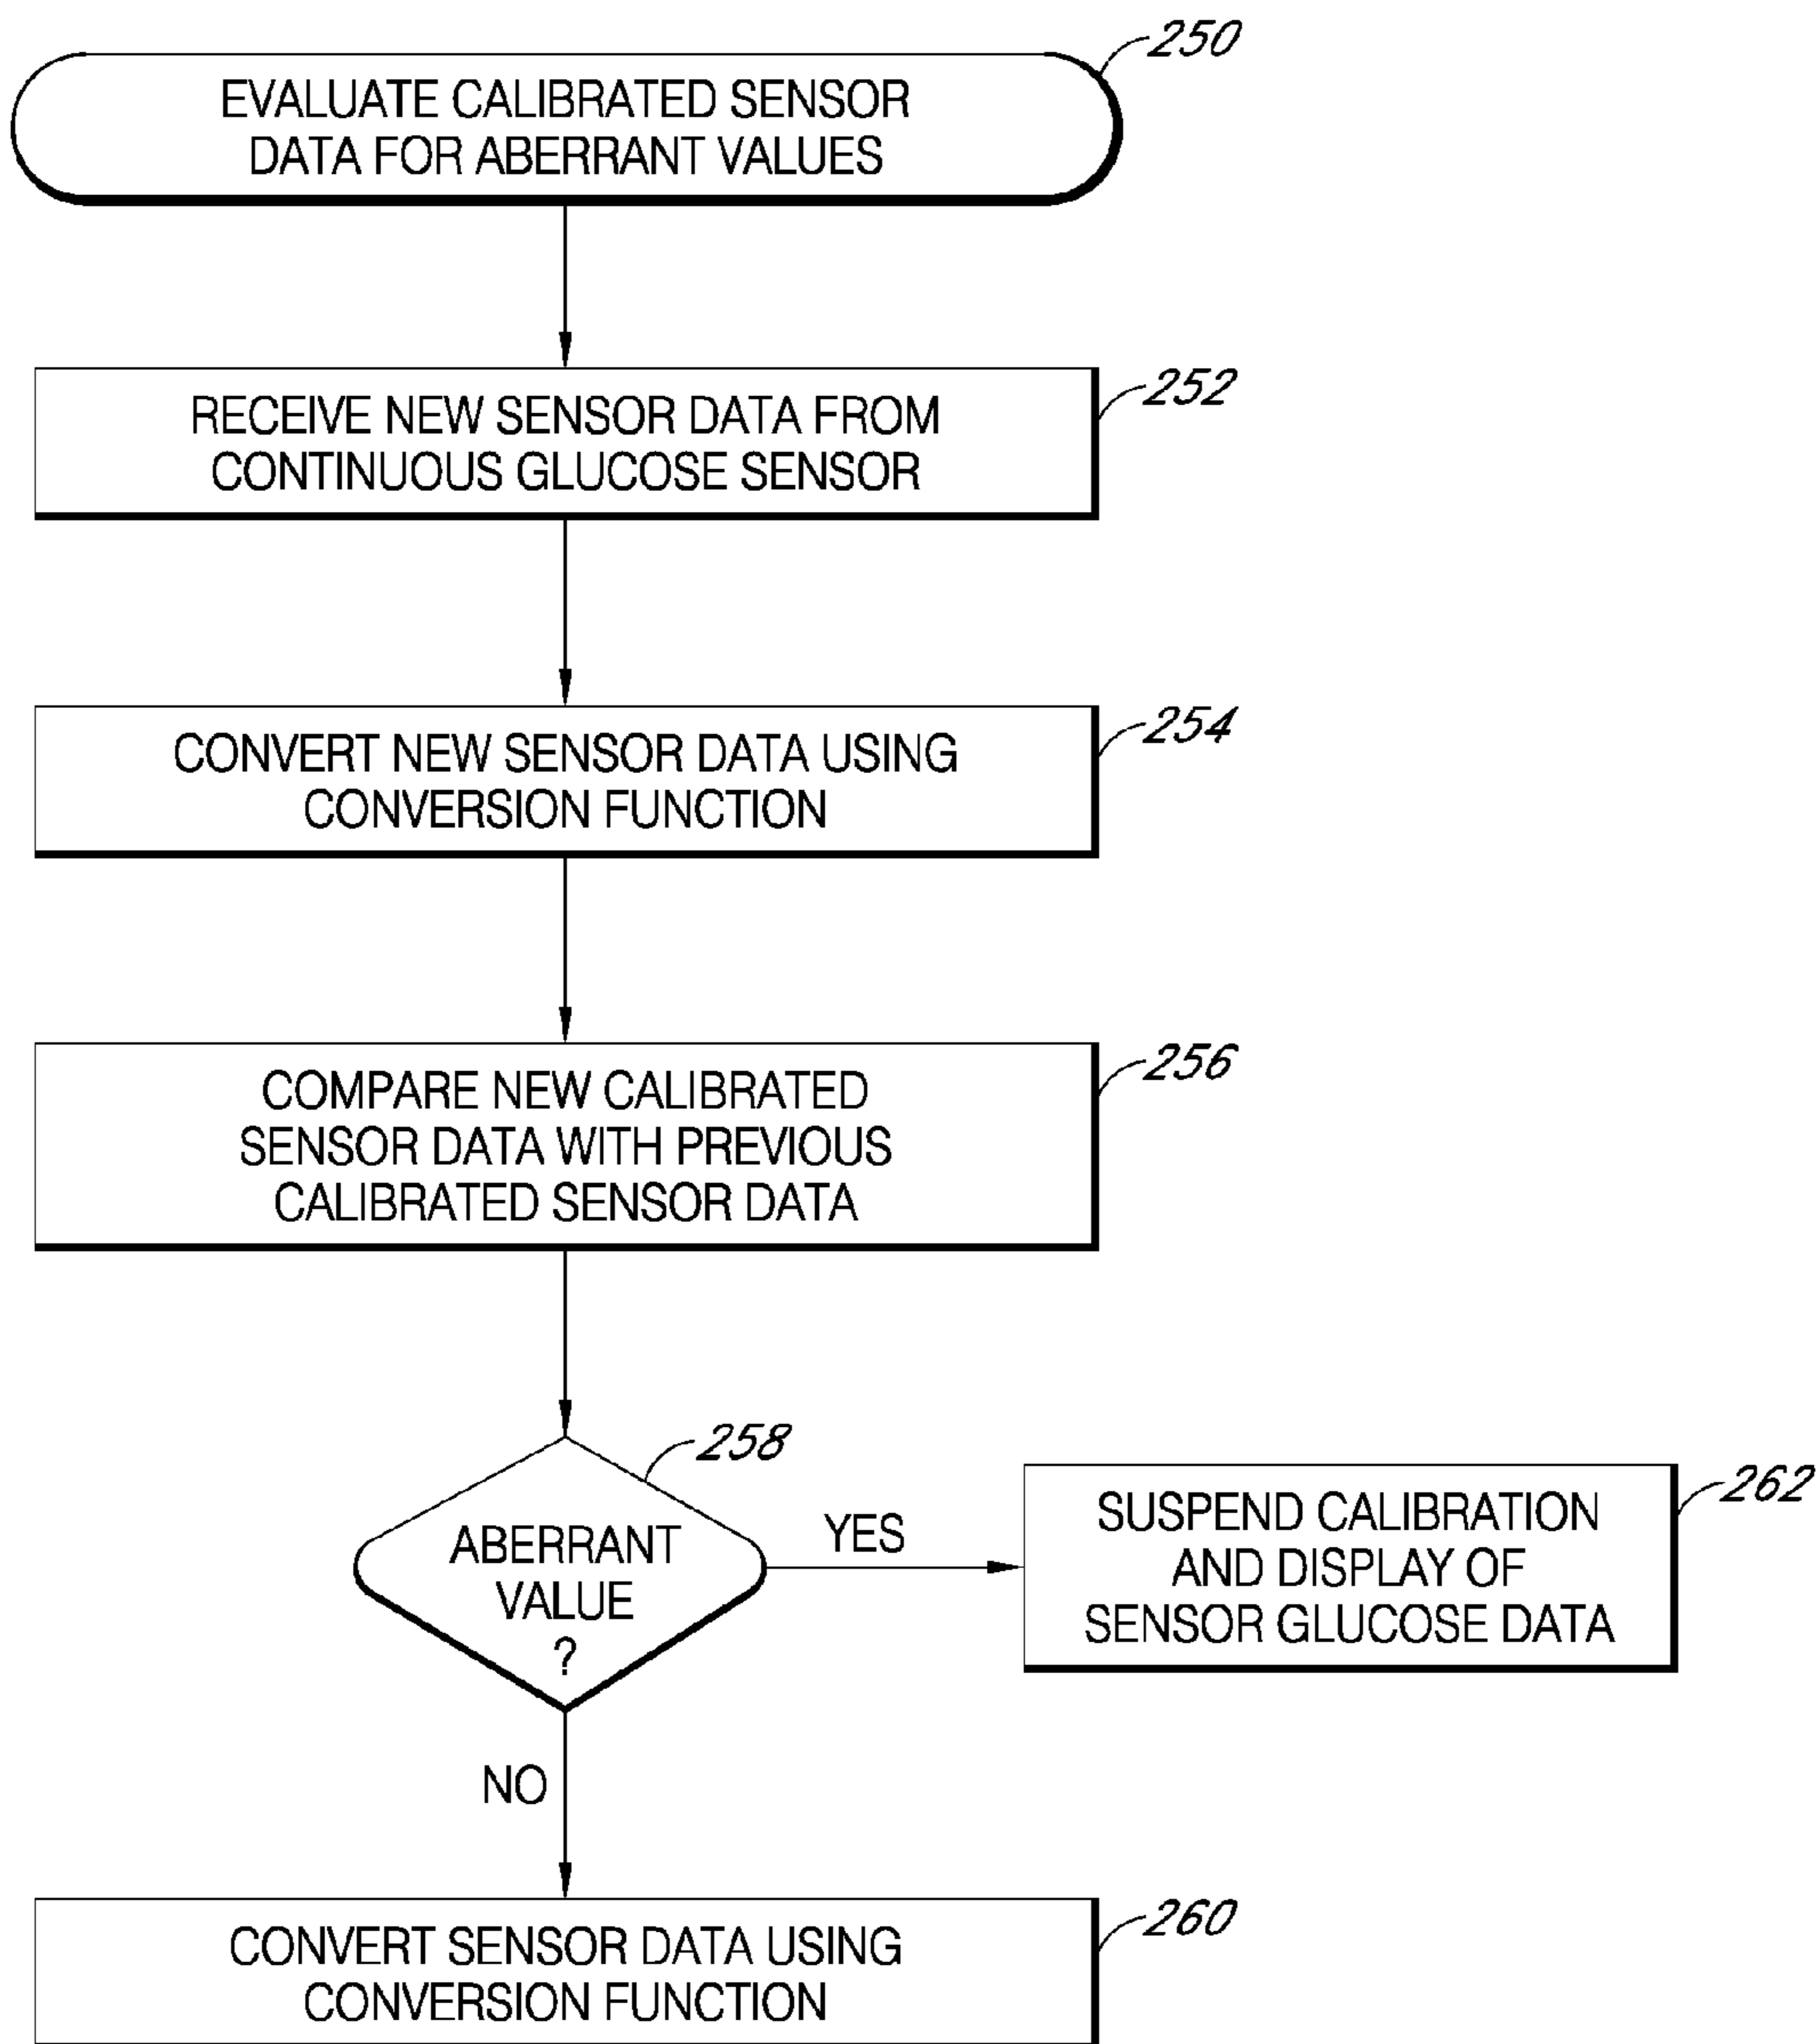 250
EVALUATE CALIBRATED SENSOR
DATA FOR ABERRANT VALUES
252
RECEIVE NEW SENSOR DATA FROM
CONTINUOUS GLUCOSE SENSOR
254
CONVERT NEW SENSOR DATA USING
CONVERSION FUNCTION
256
COMPARE NEW CALIBRATED
SENSOR DATA WITH PREVIOUS
CALIBRATED SENSOR DATA
258
ABERRANT
VALUE
?
YES
262
SUSPEND CALIBRATION
AND DISPLAY OF
SENSOR GLUCOSE DATA
NO
260
CONVERT SENSOR DATA USING
CONVERSION FUNCTION